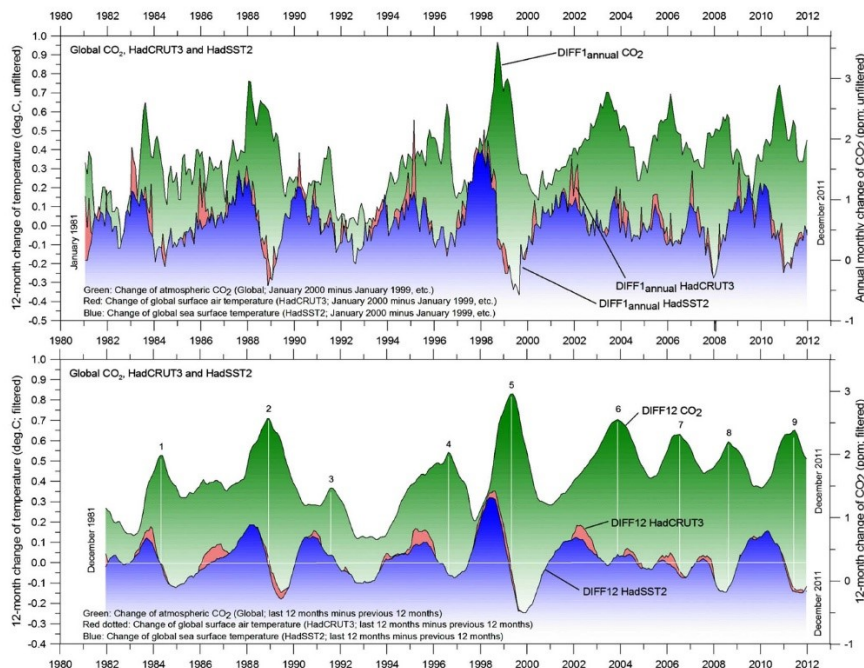 1980 1982 1984 1986 1988 1990 1992 1994 1996 1998 2000 2002 2004 2006 2008 2010 2012
Global CO₂, HadCRUT3 and HadSST2
DIFF1annual CO₂
12-month change of temperature (deg.C, unfiltered)
1.0
0.9
0.8
0.7
0.6
0.5
0.4
0.3
0.2
0.1
0.0
-0.1
-0.2
-0.3
-0.4
-0.5
January 1981
December 2011
3
2
1
0
-1
Annual monthly change of CO₂ (ppm; unfiltered)
DIFF1annual HadCRUT3
DIFF1annual HadSST2
Green: Change of atmospheric CO₂ (Global; January 2000 minus January 1999, etc.)
Red: Change of global surface air temperature (HadCRUT3; January 2000 minus January 1999, etc.)
Blue: Change of global sea surface temperature (HadSST2; January 2000 minus January 1999, etc.)
1980 1982 1984 1986 1988 1990 1992 1994 1996 1998 2000 2002 2004 2006 2008 2010 2012
Global CO₂, HadCRUT3 and HadSST2
12-month change of temperature (deg.C; filtered)
1.0
0.9
0.8
0.7
0.6
0.5
0.4
0.3
0.2
0.1
0.0
-0.1
-0.2
-0.3
-0.4
1
2
3
4
5
6
7
8
9
DIFF12 CO₂
DIFF12 HadCRUT3
DIFF12 HadSST2
December 1981
December 2011
December 2011
3
2
1
0
-1
12-month change of CO₂ (ppm; filtered)
Green: Change of atmospheric CO₂ (Global; last 12 months minus previous 12 months)
Red dotted: Change of global surface air temperature (HadCRUT3; last 12 months minus previous 12 months)
Blue: Change of global sea surface temperature (HadSST2; last 12 months minus previous 12 months)
1980 1982 1984 1986 1988 1990 1992 1994 1996 1998 2000 2002 2004 2006 2008 2010 2012